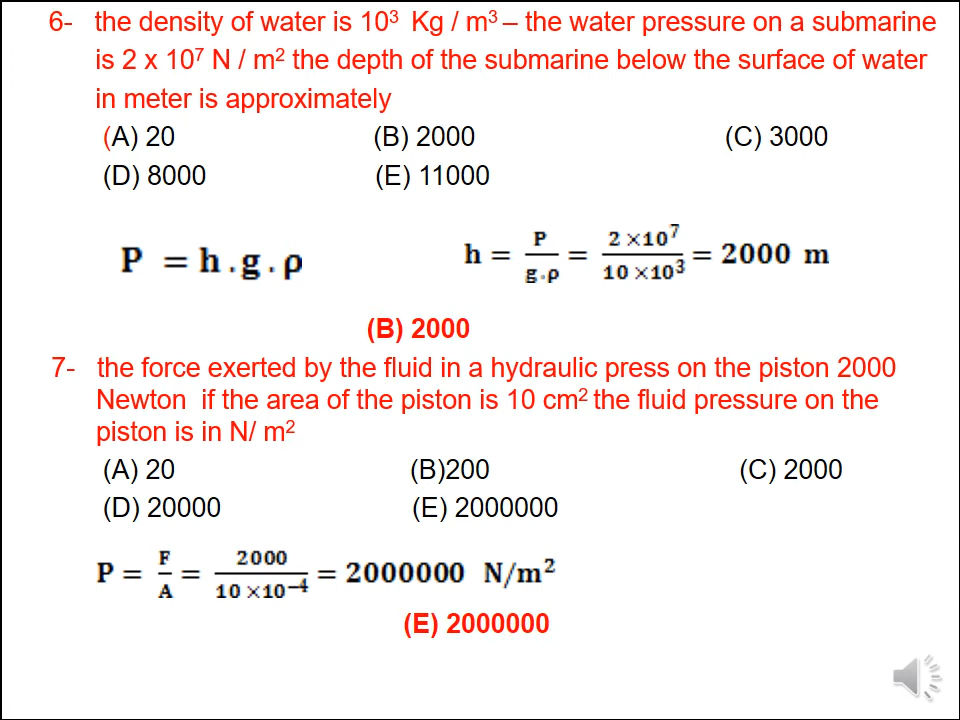 6- the density of water is 10³ Kg / m³ – the water pressure on a submarine
is 2 x 10⁷ N / m² the depth of the submarine below the surface of water
in meter is approximately
(A) 20 (B) 2000 (C) 3000
(D) 8000 (E) 11000
P = h . g . ρ h = P / g.ρ = 2 ×10⁷ / 10 ×10³ = 2000 m
(B) 2000
7- the force exerted by the fluid in a hydraulic press on the piston 2000
Newton if the area of the piston is 10 cm² the fluid pressure on the
piston is in N/ m²
(A) 20 (B)200 (C) 2000
(D) 20000 (E) 2000000
P = F / A = 2000 / 10 ×10⁻⁴ = 2000000 N/m²
(E) 2000000